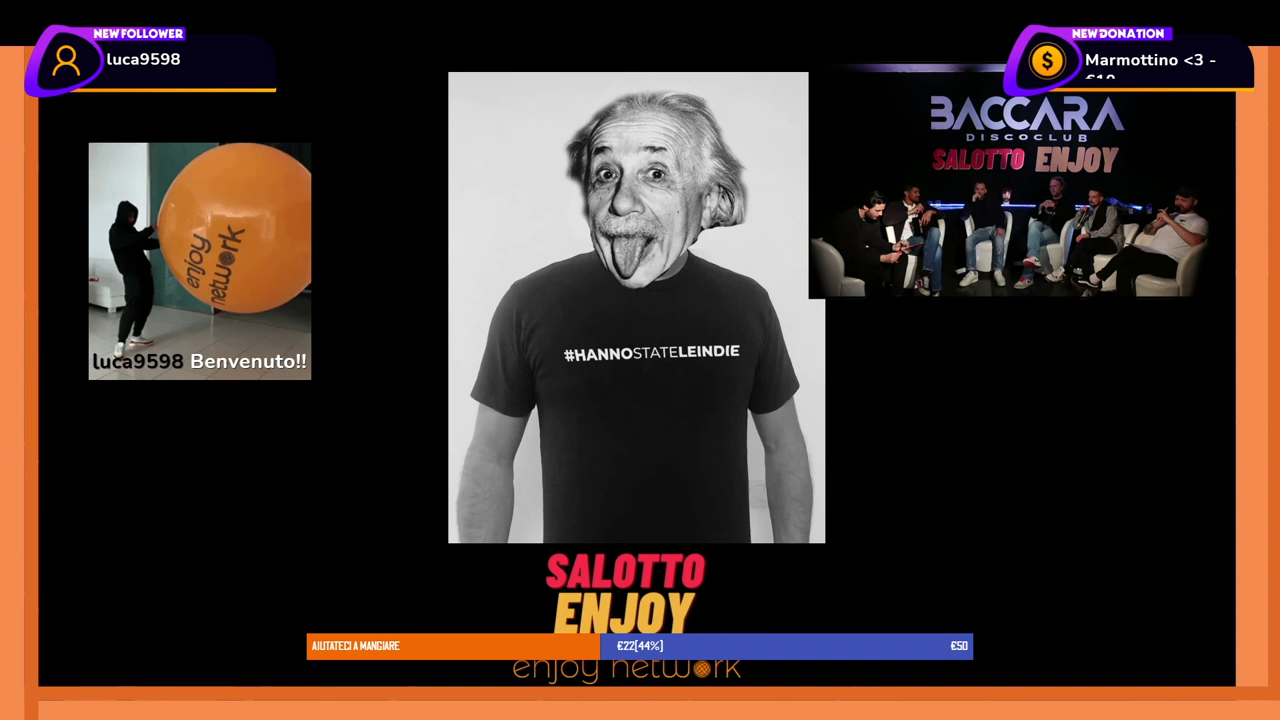 NEW FOLLOWER
luca9598
NEW DONATION
Marmottino <3 -
€10
BACCARA
DISCOCLUB
SALOTTO ENJOY
enjoy
network
luca9598 Benvenuto!!
#HANNOSTATELEINDIE
SALOTTO
ENJOY
AIUTATECI A MANGIARE €22[44%] €50
enjoy network